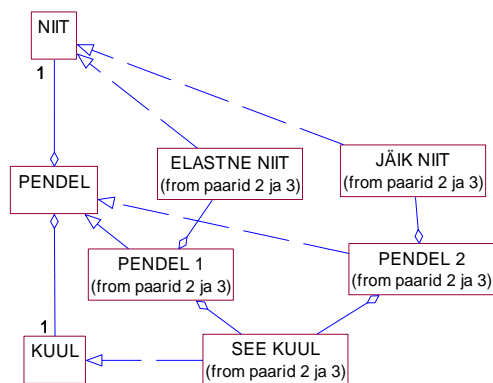 NIIT
1
ELASTNE NIIT
(from paarid 2 ja 3)
JÄIK NIIT
(from paarid 2 ja 3)
PENDEL
PENDEL 1
(from paarid 2 ja 3)
PENDEL 2
(from paarid 2 ja 3)
1
KUUL
SEE KUUL
(from paarid 2 ja 3)